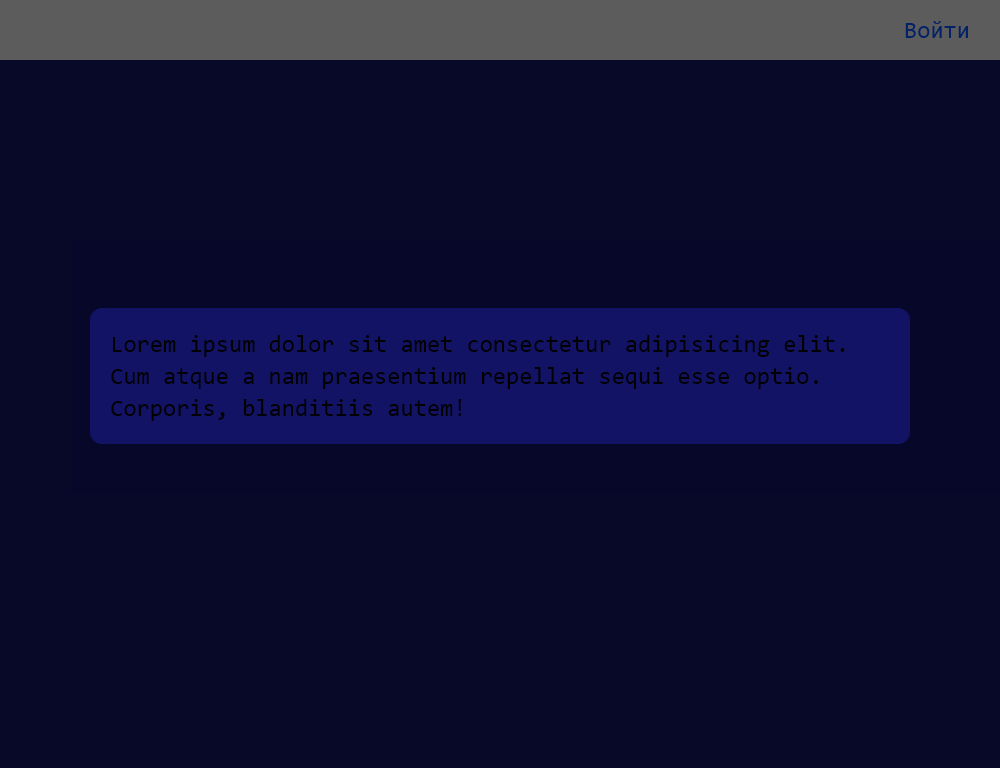 Войти
Lorem ipsum dolor sit amet consectetur adipisicing elit.
Cum atque a nam praesentium repellat sequi esse optio.
Corporis, blanditiis autem!